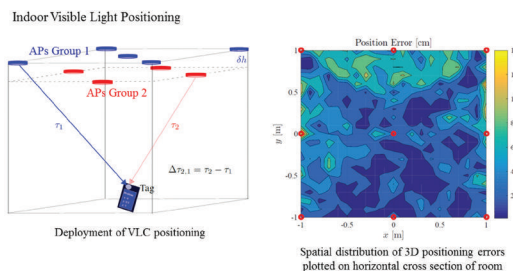 Indoor Visible Light Positioning
APs Group 1
δh
APs Group 2
τ₁
τ₂
Δτ₂,₁ = τ₂ − τ₁
Tag
Deployment of VLC positioning
Position Error [cm]
1
0.5
0
-0.5
-1
y [m]
-1 -0.5 0 0.5 1
x [m]
Spatial distribution of 3D positioning errors
plotted on horizontal cross section of room